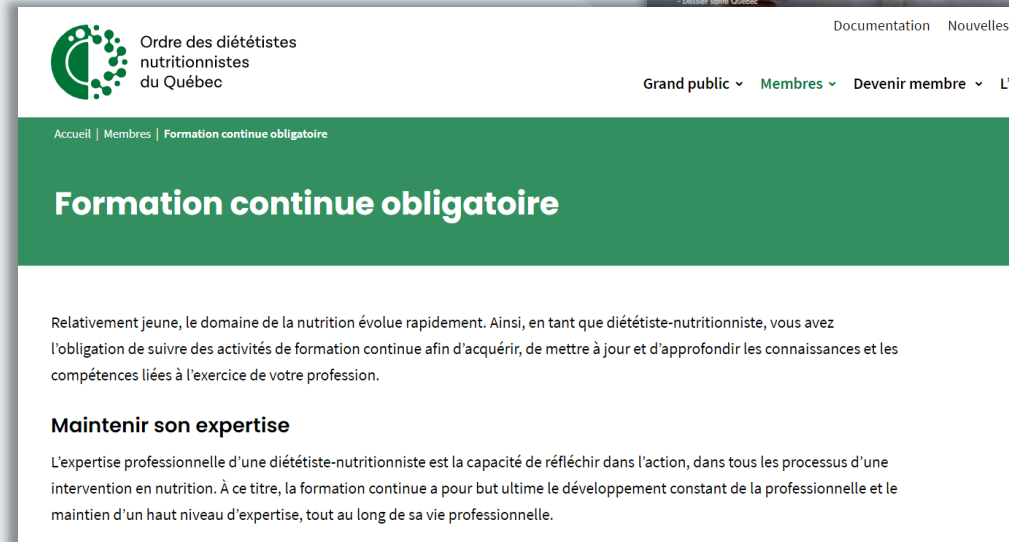 - Dossier santé Québec
Documentation Nouvelles
Ordre des diététistes
nutritionnistes
du Québec
Grand public Membres Devenir membre L'
Accueil | Membres | Formation continue obligatoire
Formation continue obligatoire
Relativement jeune, le domaine de la nutrition évolue rapidement. Ainsi, en tant que diététiste-nutritionniste, vous avez
l'obligation de suivre des activités de formation continue afin d'acquérir, de mettre à jour et d'approfondir les connaissances et les
compétences liées à l'exercice de votre profession.
Maintenir son expertise
L'expertise professionnelle d'une diététiste-nutritionniste est la capacité de réfléchir dans l'action, dans tous les processus d'une
intervention en nutrition. À ce titre, la formation continue a pour but ultime le développement constant de la professionnelle et le
maintien d'un haut niveau d'expertise, tout au long de sa vie professionnelle.